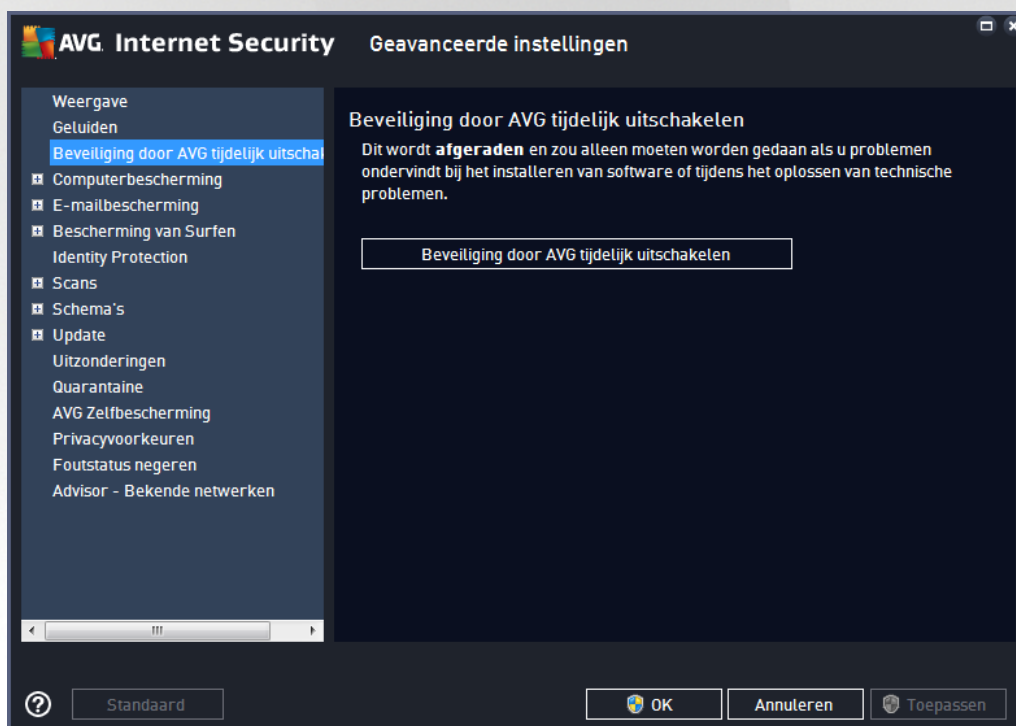 AVG. Internet Security
Geavanceerde instellingen
Weergave
Geluiden
Beveiliging door AVG tijdelijk uitschal
Computerbescherming
E-mailbescherming
Bescherming van Surfen
Identity Protection
Scans
Schema's
Update
Uitzonderingen
Quarantaine
AVG Zelfbescherming
Privacyvoorkeuren
Foutstatus negeren
Advisor - Bekende netwerken
Beveiliging door AVG tijdelijk uitschakelen
Dit wordt afgeraden en zou alleen moeten worden gedaan als u problemen
ondervindt bij het installeren van software of tijdens het oplossen van technische
problemen.
Beveiliging door AVG tijdelijk uitschakelen
Standaard
OK
Annuleren
Toepassen